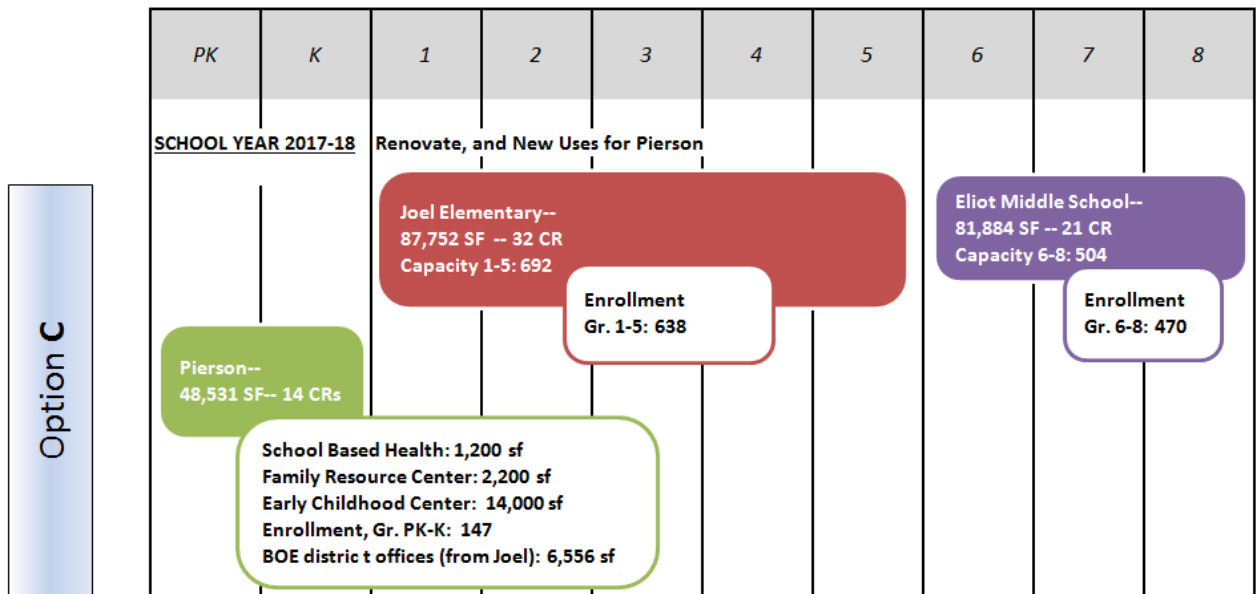 PK K 1 2 3 4 5 6 7 8
SCHOOL YEAR 2017-18 Renovate, and New Uses for Pierson
Option C
Joel Elementary--
87,752 SF -- 32 CR
Capacity 1-5: 692
Enrollment
Gr. 1-5: 638
Eliot Middle School--
81,884 SF -- 21 CR
Capacity 6-8: 504
Enrollment
Gr. 6-8: 470
Pierson--
48,531 SF-- 14 CRs
School Based Health: 1,200 sf
Family Resource Center: 2,200 sf
Early Childhood Center: 14,000 sf
Enrollment, Gr. PK-K: 147
BOE distric t offices (from Joel): 6,556 sf